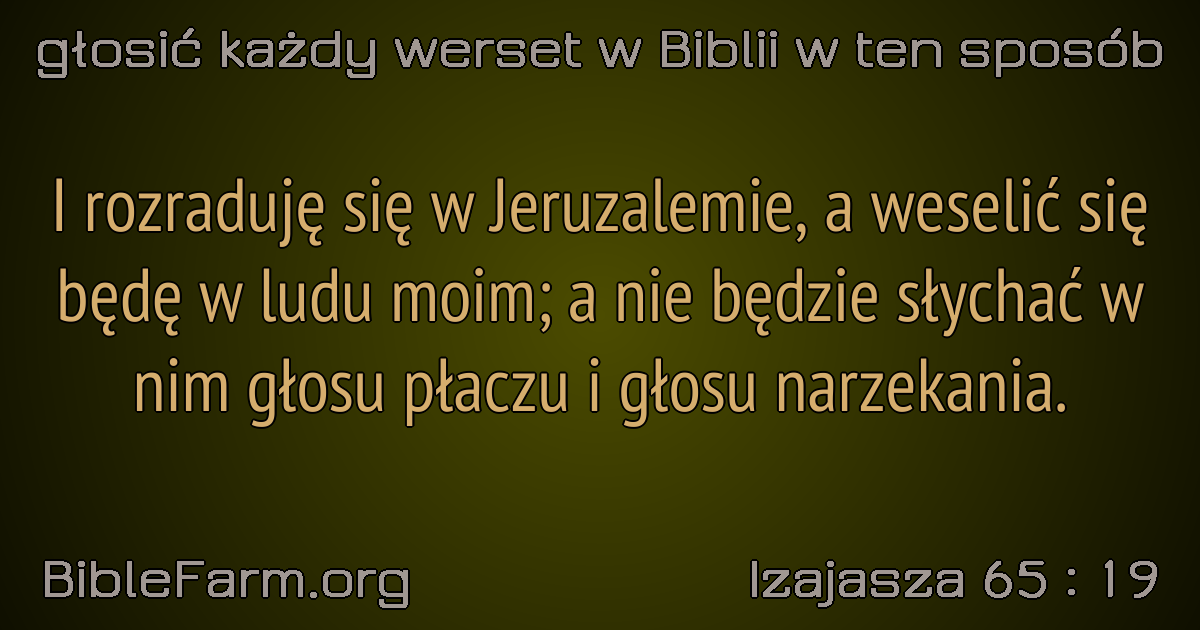 głosić każdy werset w Biblii w ten sposób
I rozraduję się w Jeruzalemie, a weselić się
będę w ludu moim; a nie będzie słychać w
nim głosu płaczu i głosu narzekania.
BibleFarm.org
Izajasza 65 : 19